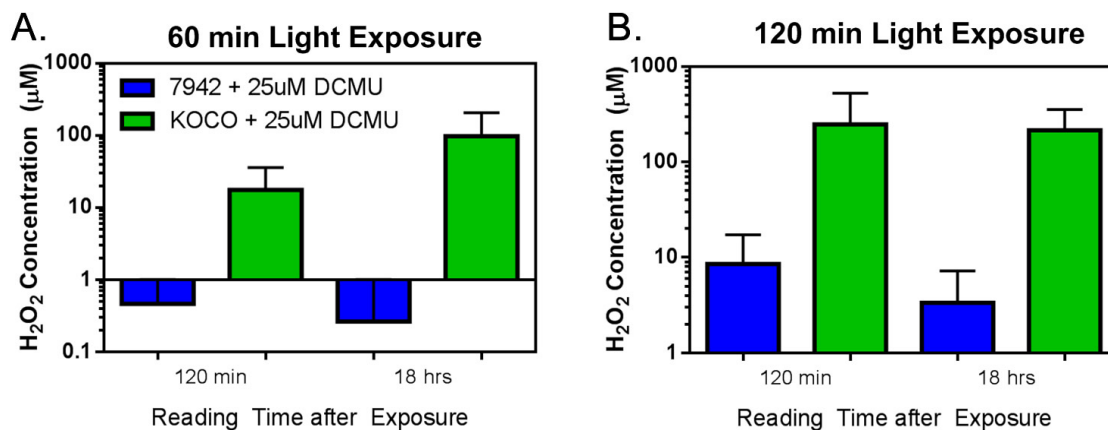 A.
60 min Light Exposure
H₂O₂ Concentration (μM)
1000
100
10
1
0.1
7942 + 25uM DCMU
KOCO + 25uM DCMU
120 min
18 hrs
Reading Time after Exposure
B.
120 min Light Exposure
H₂O₂ Concentration (μM)
1000
100
10
1
120 min
18 hrs
Reading Time after Exposure